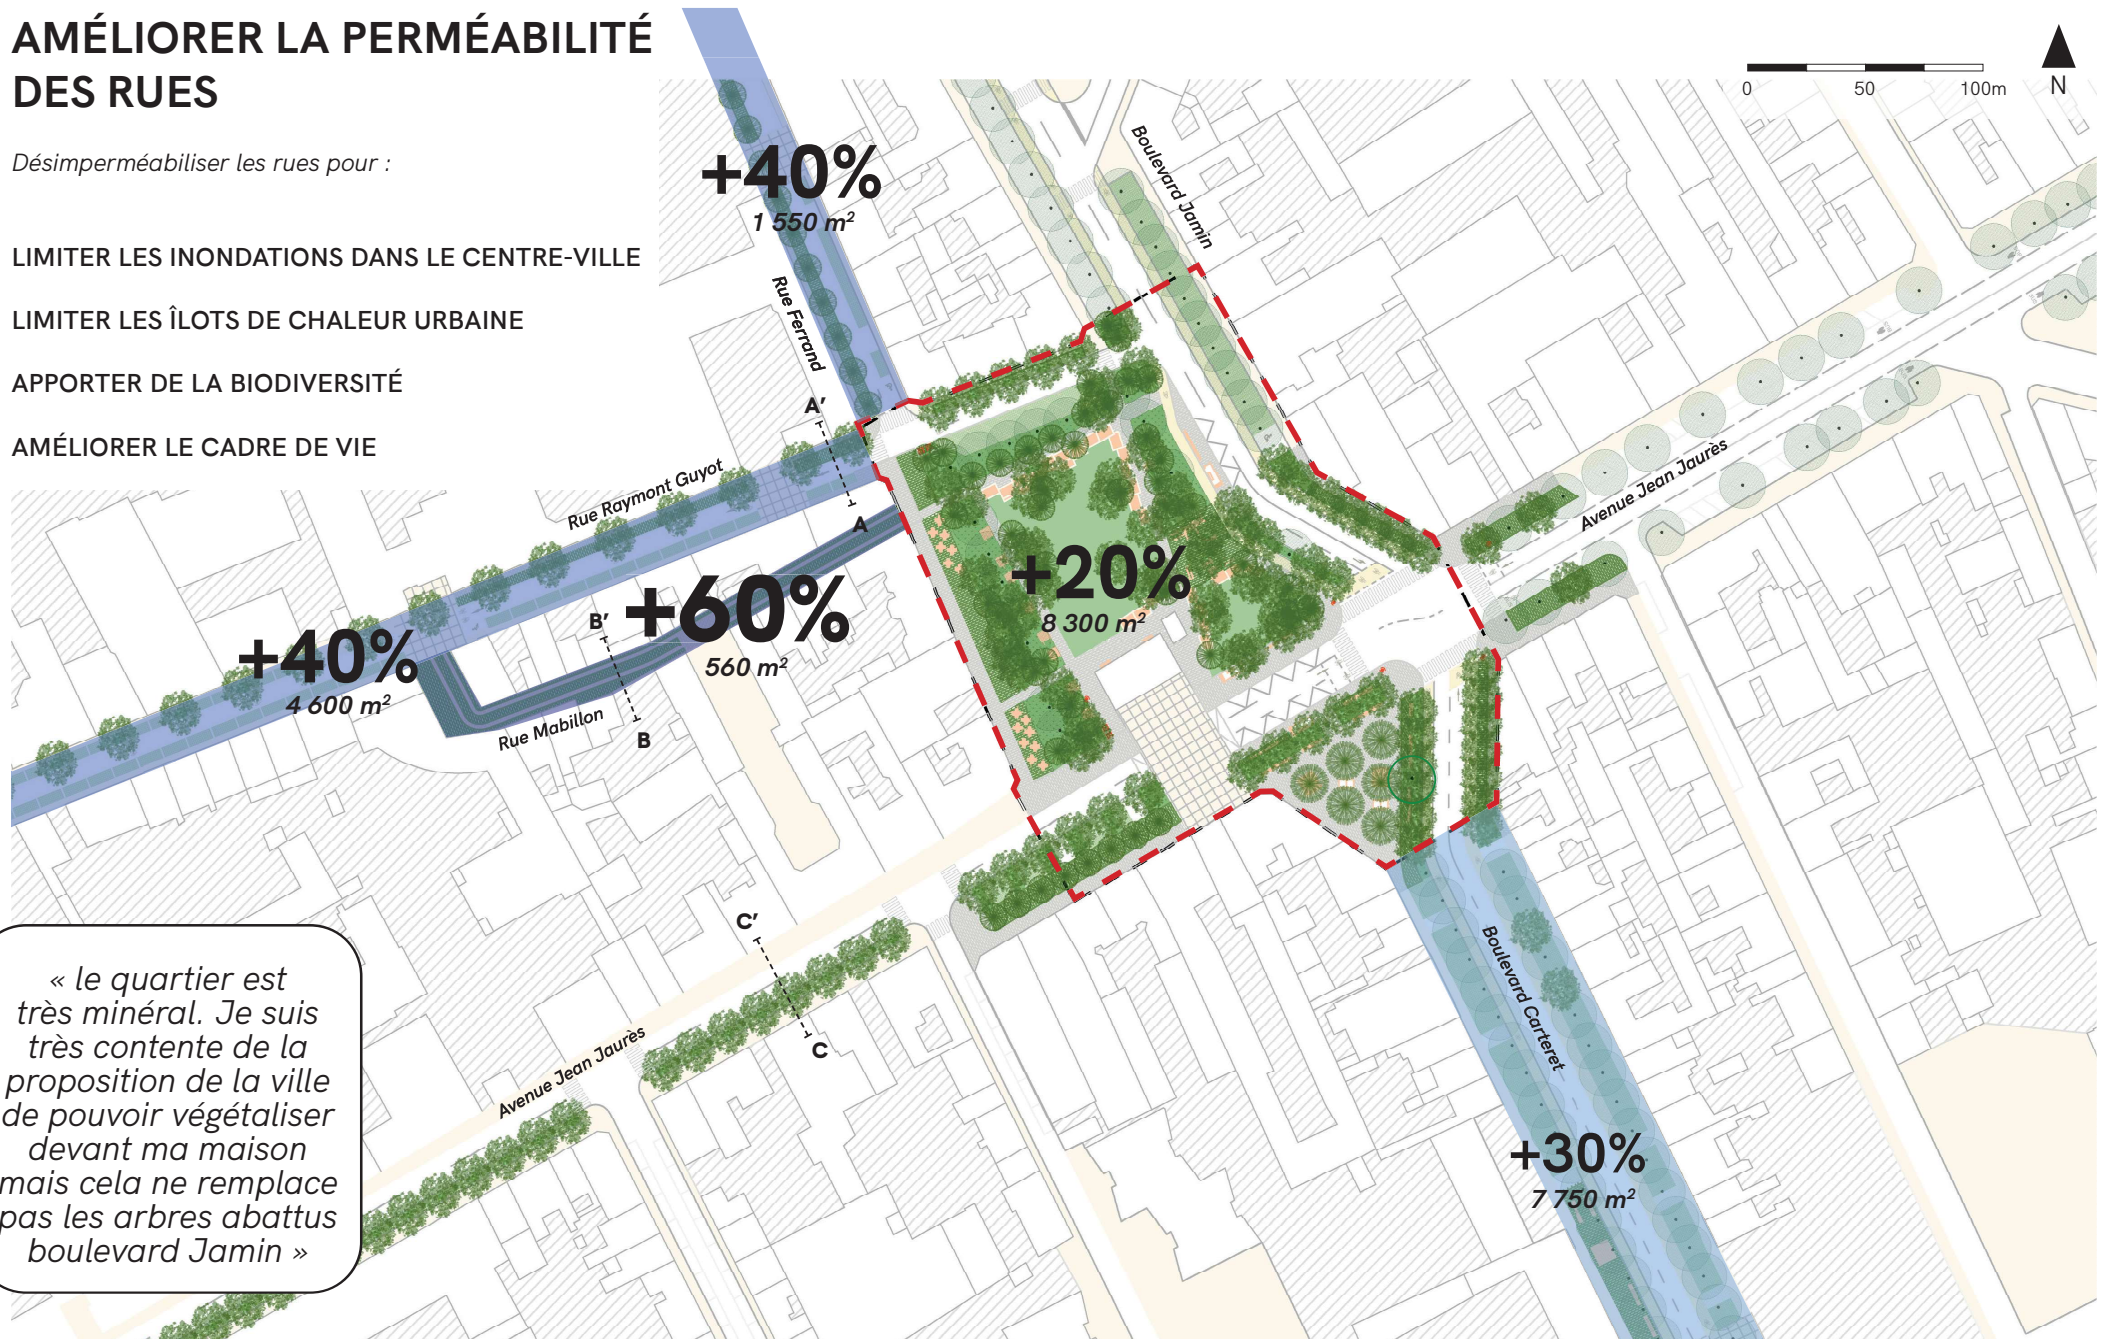 AMÉLIORER LA PERMÉABILITÉ
DES RUES
Désimperméabiliser les rues pour :
LIMITER LES INONDATIONS DANS LE CENTRE-VILLE
LIMITER LES ÎLOTS DE CHALEUR URBAINE
APPORTER DE LA BIODIVERSITÉ
AMÉLIORER LE CADRE DE VIE
0 50 100m
N
+40%
1 550 m²
Boulevard Jamin
Rue Ferrand
A'
A
Rue Raymont Guyot
Avenue Jean Jaurès
+20%
8 300 m²
+60%
560 m²
B'
B
+40%
4 600 m²
Rue Mabillon
C'
C
Avenue Jean Jaurès
Boulevard Carteret
+30%
7 750 m²
« le quartier est
très minéral. Je suis
très contente de la
proposition de la ville
de pouvoir végétaliser
devant ma maison
mais cela ne remplace
pas les arbres abattus
boulevard Jamin »